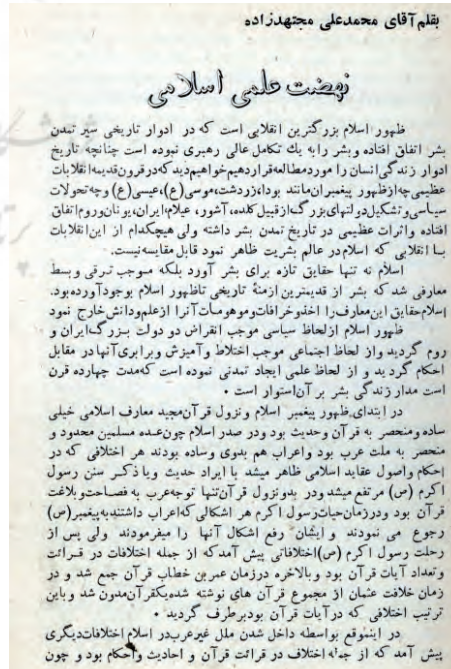 بقلم آقای محمدعلی مجتهدزاده
نهضت علمی اسلامی
ظهور اسلام بزرگترین انقلابی است که در ادوار تاریخی سیر تمدن
بشر اتفاق افتاده و بشر را به یك تکامل عالی رهبری نموده است چنانچه تاریخ
ادوار زندگی انسان را مورد مطالعه قرار دهیم خواهیم دید که در قرون قدیمه انقلابات
عظیمی چه از ظهور پیغمبران مانند بودا، زردشت، موسی (ع)، عیسی (ع) و چه تحولات
سیاسی و تشکیل دولتهای بزرگ از قبیل کلده، آشور، عیلام، ایران، یونان و روم اتفاق
افتاده و اثرات عظیمی در تاریخ تمدن بشر داشته ولی هیچکدام از این انقلابات
با انقلابی که اسلام در عالم بشریت ظاهر نمود قابل مقایسه نیست.
اسلام نه تنها حقایق تازه برای بشر آورد بلکه موجب ترقی و بسط
معارفی شد که بشر از قدیمترین ازمنهٔ تاریخی تا ظهور اسلام بوجود آورده بود.
اسلام حقایق این معارف را اخذ و خرافات و موهومات آنرا از علم و دانش خارج نمود
ظهور اسلام از لحاظ سیاسی موجب انقراض دو دولت بزرگ ایران و
روم گردید و از لحاظ اجتماعی موجب اختلاط و آمیزش و برابری آنها در مقابل
احکام گردید و از لحاظ علمی ایجاد تمدنی نموده است که مدت چهارده قرن
است مدار زندگی بشر بر آن استوار است •
در ابتدای ظهور پیغمبر اسلام و نزول قرآن مجید معارف اسلامی خیلی
ساده و منحصر به قرآن و حدیث بود و در صدر اسلام چون عده مسلمین محدود و
منحصر به ملت عرب بود و اعراب هم بدوی و ساده بودند هر اختلافی که در
احکام و اصول عقاید اسلامی ظاهر میشد با ایراد حدیث و یا ذکر سنن رسول
اکرم (ص) مرتفع میشد و در بدو نزول قرآن تنها توجه عرب به فصاحت و بلاغت
قرآن بود و در زمان حیات رسول اکرم هر اشکالی که اعراب داشتند به پیغمبر (ص)
رجوع می نمودند و ایشان رفع اشکال آنها را میفرمودند ولی پس از
رحلت رسول اکرم (ص) اختلافاتی پیش آمد که از جمله اختلافات در قرائت
و تعداد آیات قرآن بود و بالاخره در زمان عمر بن خطاب قرآن جمع شد و در
زمان خلافت عثمان از مجموع قرآن های نوشته شده یکقرآن مدون شد و باین
ترتیب اختلافی که در آیات قرآن بود بر طرف گردید •
در اینموقع بواسطه داخل شدن ملل غیر عرب در اسلام اختلافات دیگری
پیش آمد که از جمله اختلاف در قرائت قرآن و احادیث و احکام بود و چون